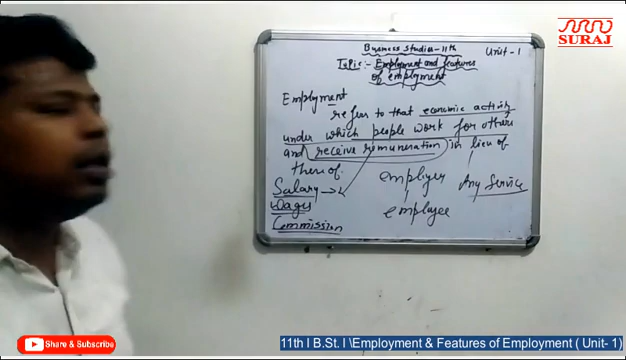 SURAJ
Business Studies-11th
Unit-1
Topic:- Employment and features
of employment
Employment
refers to that economic activity
under which people work for others
and receive remuneration in lieu of
there of
Salary
employer
Any Service
Wages
employee
Commission
Share & Subscribe
11th I B.St. I \Employment & Features of Employment ( Unit- 1)